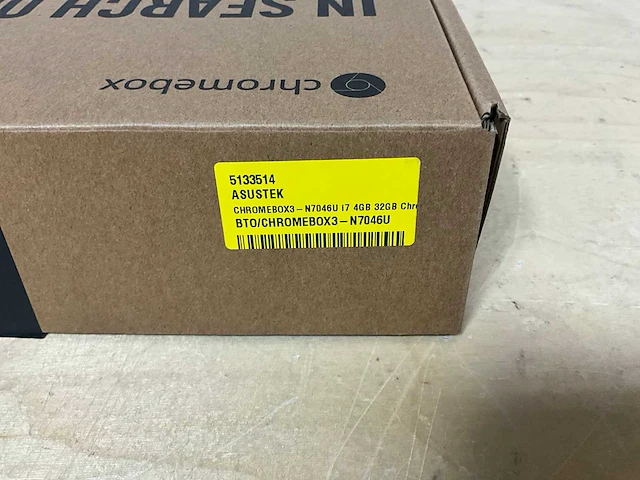 IN SEARCH O
chromebox
5133514
ASUSTEK
CHROMEBOX3-N7046U i7 4GB 32GB Chr
BTO/CHROMEBOX3-N7046U